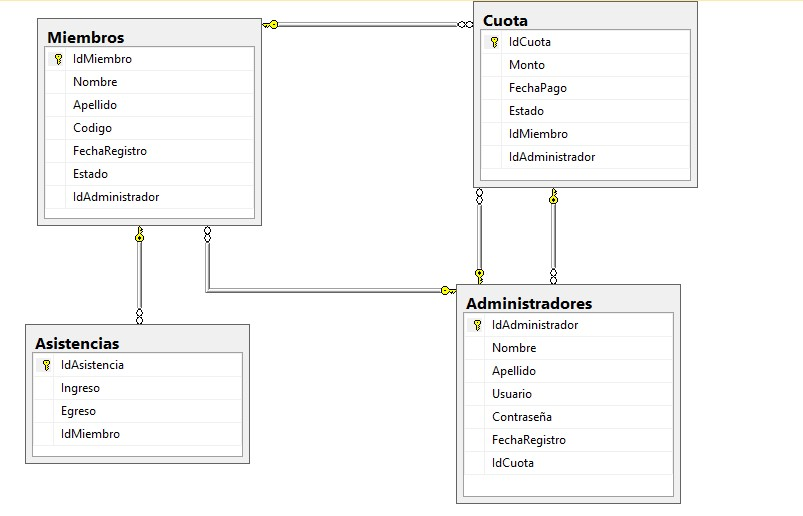 Miembros
IdMiembro
Nombre
Apellido
Codigo
FechaRegistro
Estado
IdAdministrador
Cuota
IdCuota
Monto
FechaPago
Estado
IdMiembro
IdAdministrador
Asistencias
IdAsistencia
Ingreso
Egreso
IdMiembro
Administradores
IdAdministrador
Nombre
Apellido
Usuario
Contraseña
FechaRegistro
IdCuota